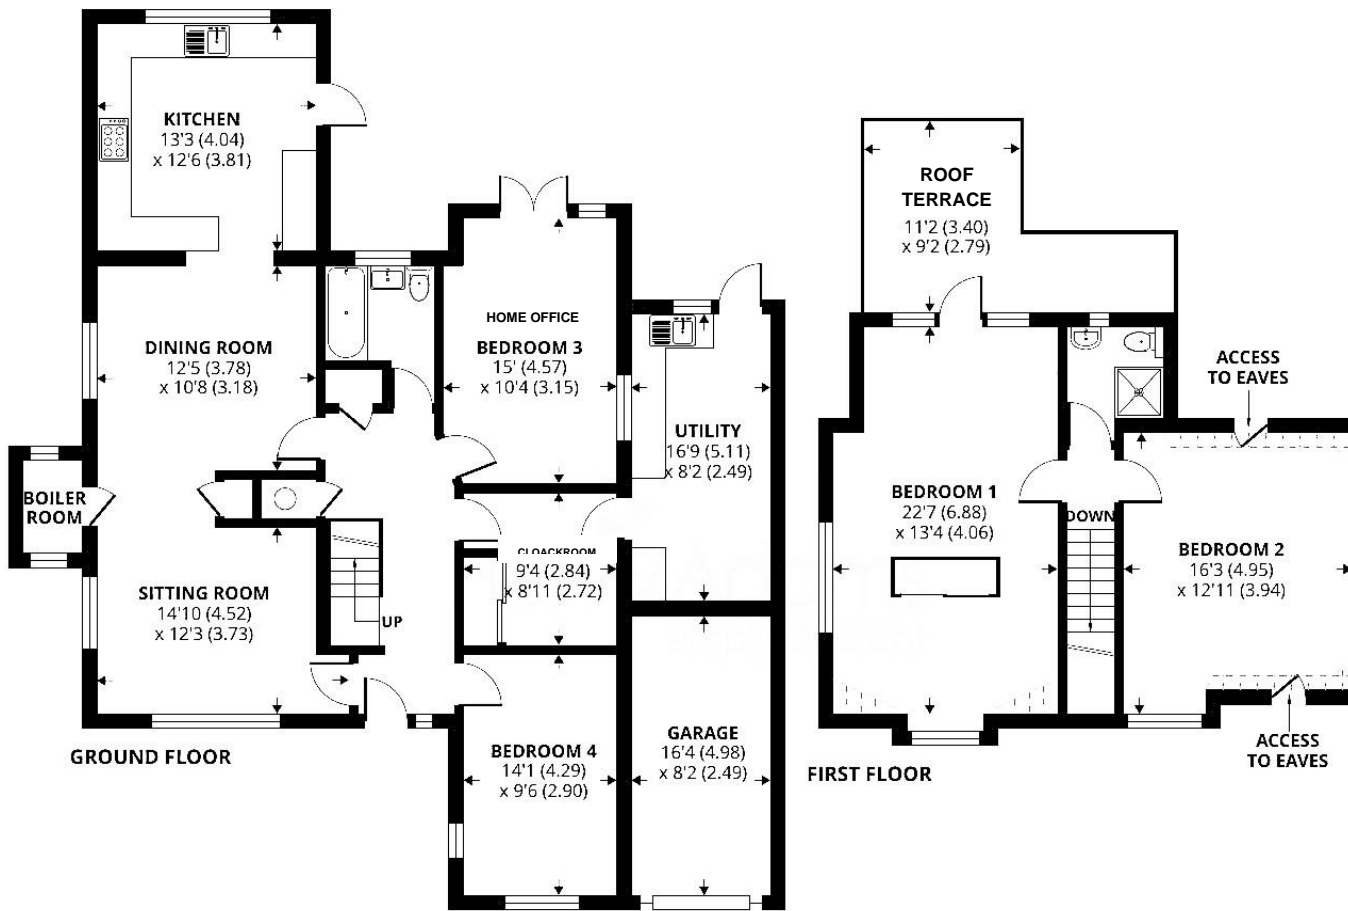 KITCHEN
13'3 (4.04)
x 12'6 (3.81)
DINING ROOM
12'5 (3.78)
x 10'8 (3.18)
BOILER
ROOM
SITTING ROOM
14'10 (4.52)
x 12'3 (3.73)
UP
HOME OFFICE
BEDROOM 3
15' (4.57)
x 10'4 (3.15)
UTILITY
16'9 (5.11)
x 8'2 (2.49)
CLOACKROOM
9'4 (2.84)
x 8'11 (2.72)
BEDROOM 4
14'1 (4.29)
x 9'6 (2.90)
GARAGE
16'4 (4.98)
x 8'2 (2.49)
GROUND FLOOR
ROOF
TERRACE
11'2 (3.40)
x 9'2 (2.79)
BEDROOM 1
22'7 (6.88)
x 13'4 (4.06)
DOWN
ACCESS
TO EAVES
BEDROOM 2
16'3 (4.95)
x 12'11 (3.94)
ACCESS
TO EAVES
FIRST FLOOR